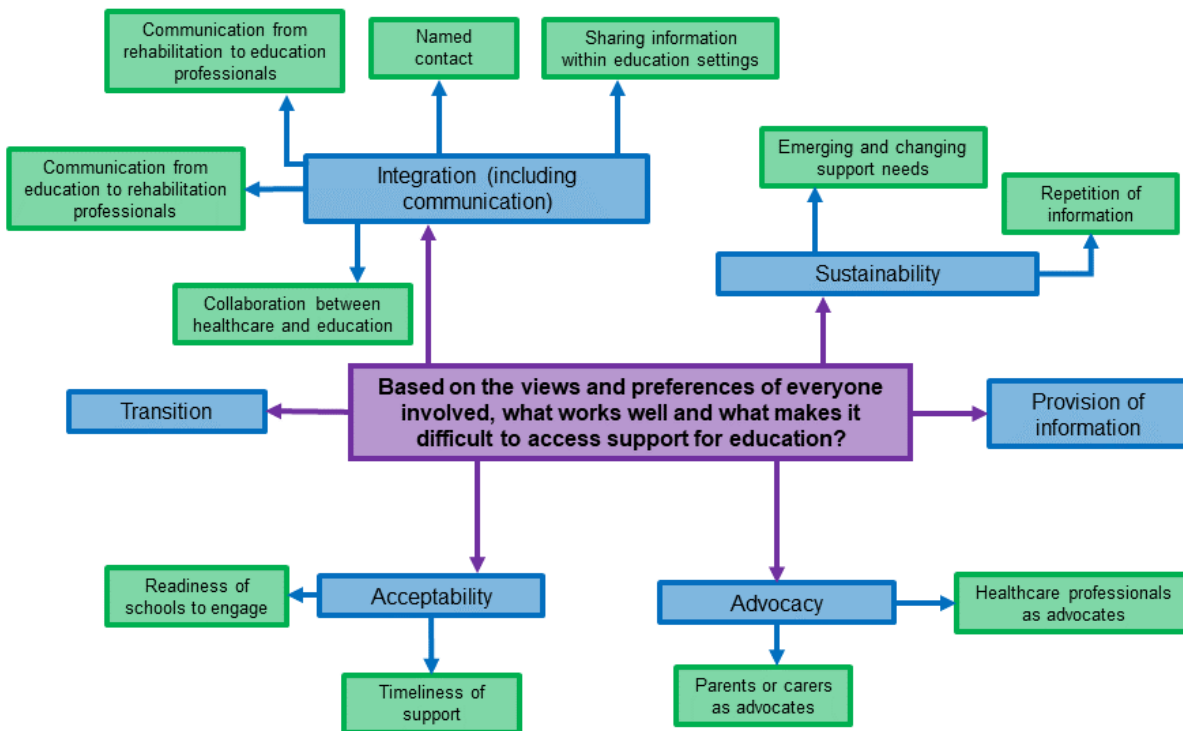 Communication from
rehabilitation to education
professionals
Named
contact
Sharing information
within education settings
Communication from
education to rehabilitation
professionals
Integration (including
communication)
Emerging and changing
support needs
Repetition of
information
Sustainability
Collaboration between
healthcare and education
Transition
Based on the views and preferences of everyone
involved, what works well and what makes it
difficult to access support for education?
Provision of
information
Readiness of
schools to engage
Acceptability
Advocacy
Healthcare professionals
as advocates
Timeliness of
support
Parents or carers
as advocates